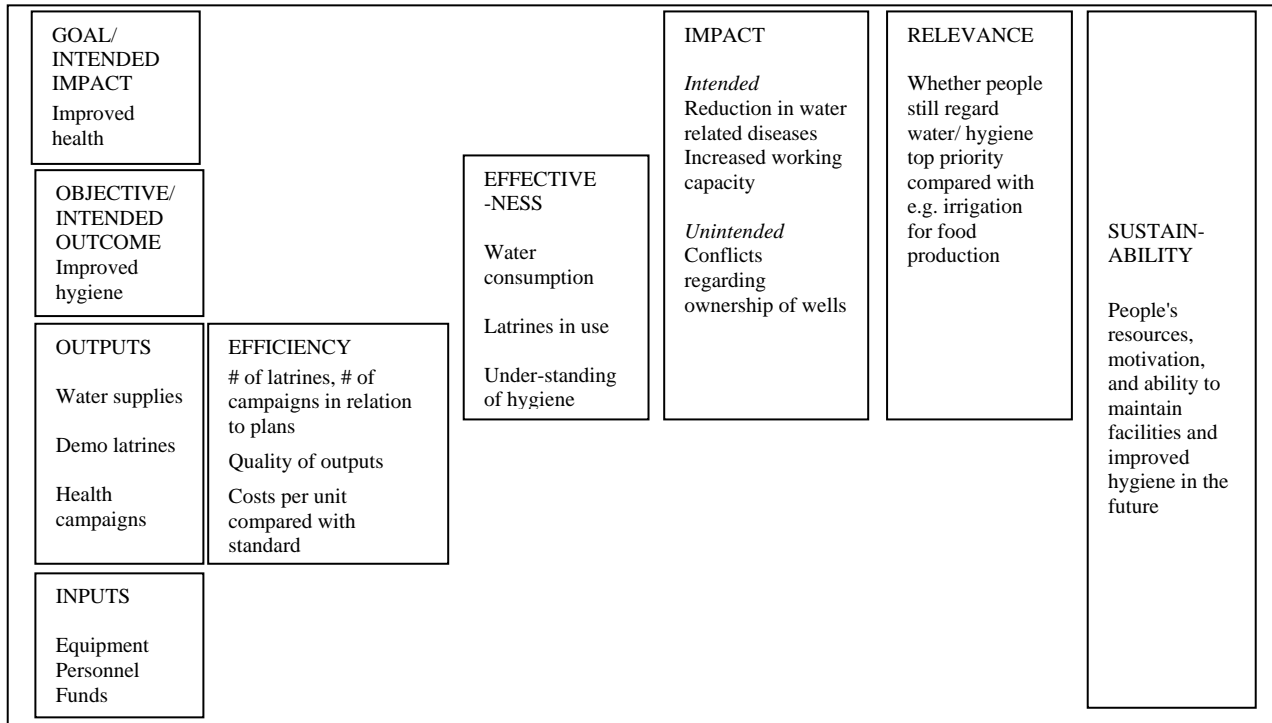 GOAL/
INTENDED
IMPACT
Improved
health
OBJECTIVE/
INTENDED
OUTCOME
Improved
hygiene
OUTPUTS
Water supplies
Demo latrines
Health
campaigns
INPUTS
Equipment
Personnel
Funds
EFFICIENCY
# of latrines, # of
campaigns in relation
to plans
Quality of outputs
Costs per unit
compared with
standard
EFFECTIVE
-NESS
Water
consumption
Latrines in use
Under-standing
of hygiene
IMPACT
Intended
Reduction in water
related diseases
Increased working
capacity
Unintended
Conflicts
regarding
ownership of wells
RELEVANCE
Whether people
still regard
water/ hygiene
top priority
compared with
e.g. irrigation
for food
production
SUSTAIN-
ABILITY
People's
resources,
motivation,
and ability to
maintain
facilities and
improved
hygiene in the
future